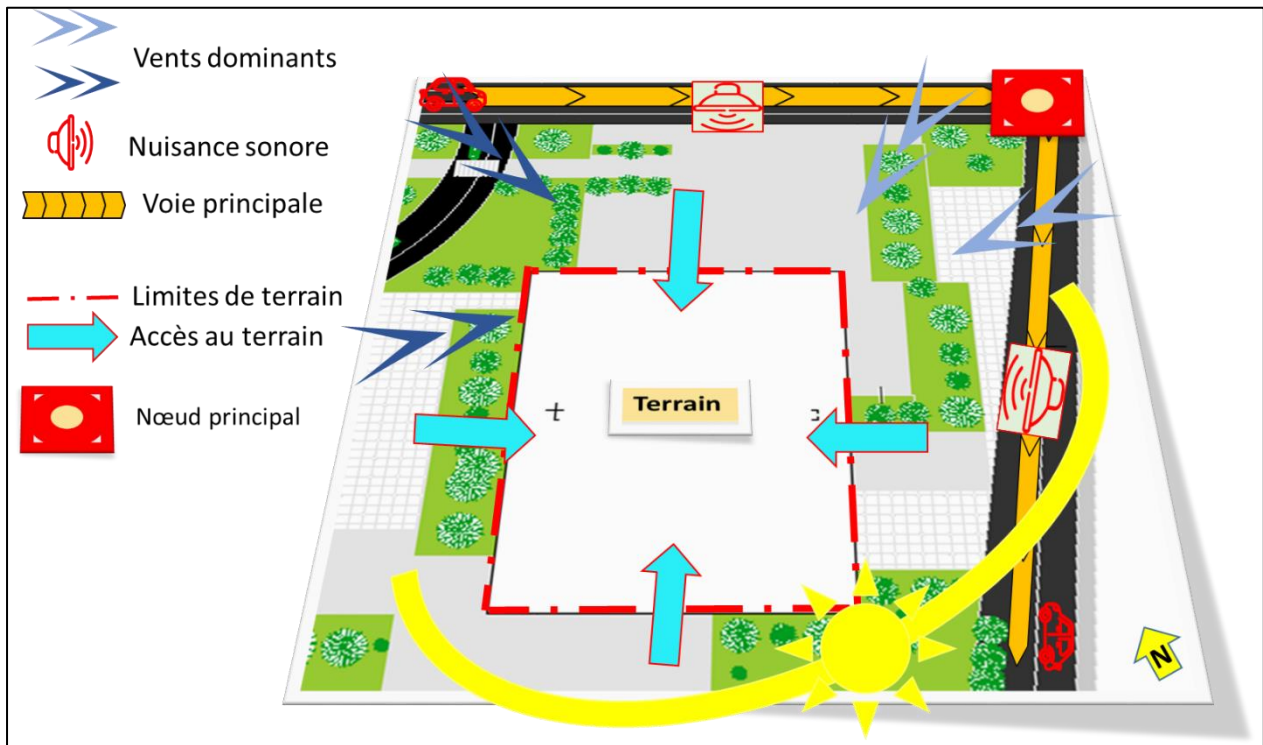 Vents dominants
Nuisance sonore
Voie principale
Limites de terrain
Accès au terrain
Nœud principal
Terrain
N